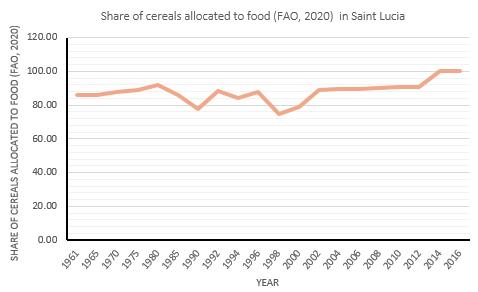 Share of cereals allocated to food (FAO, 2020) in Saint Lucia
SHARE OF CEREALS ALLOCATED TO FOOD (FAO, 2020)
120.00
100.00
80.00
60.00
40.00
20.00
0.00
1961 1965 1970 1975 1980 1985 1990 1992 1994 1996 1998 2000 2002 2004 2006 2008 2010 2012 2014 2016
YEAR